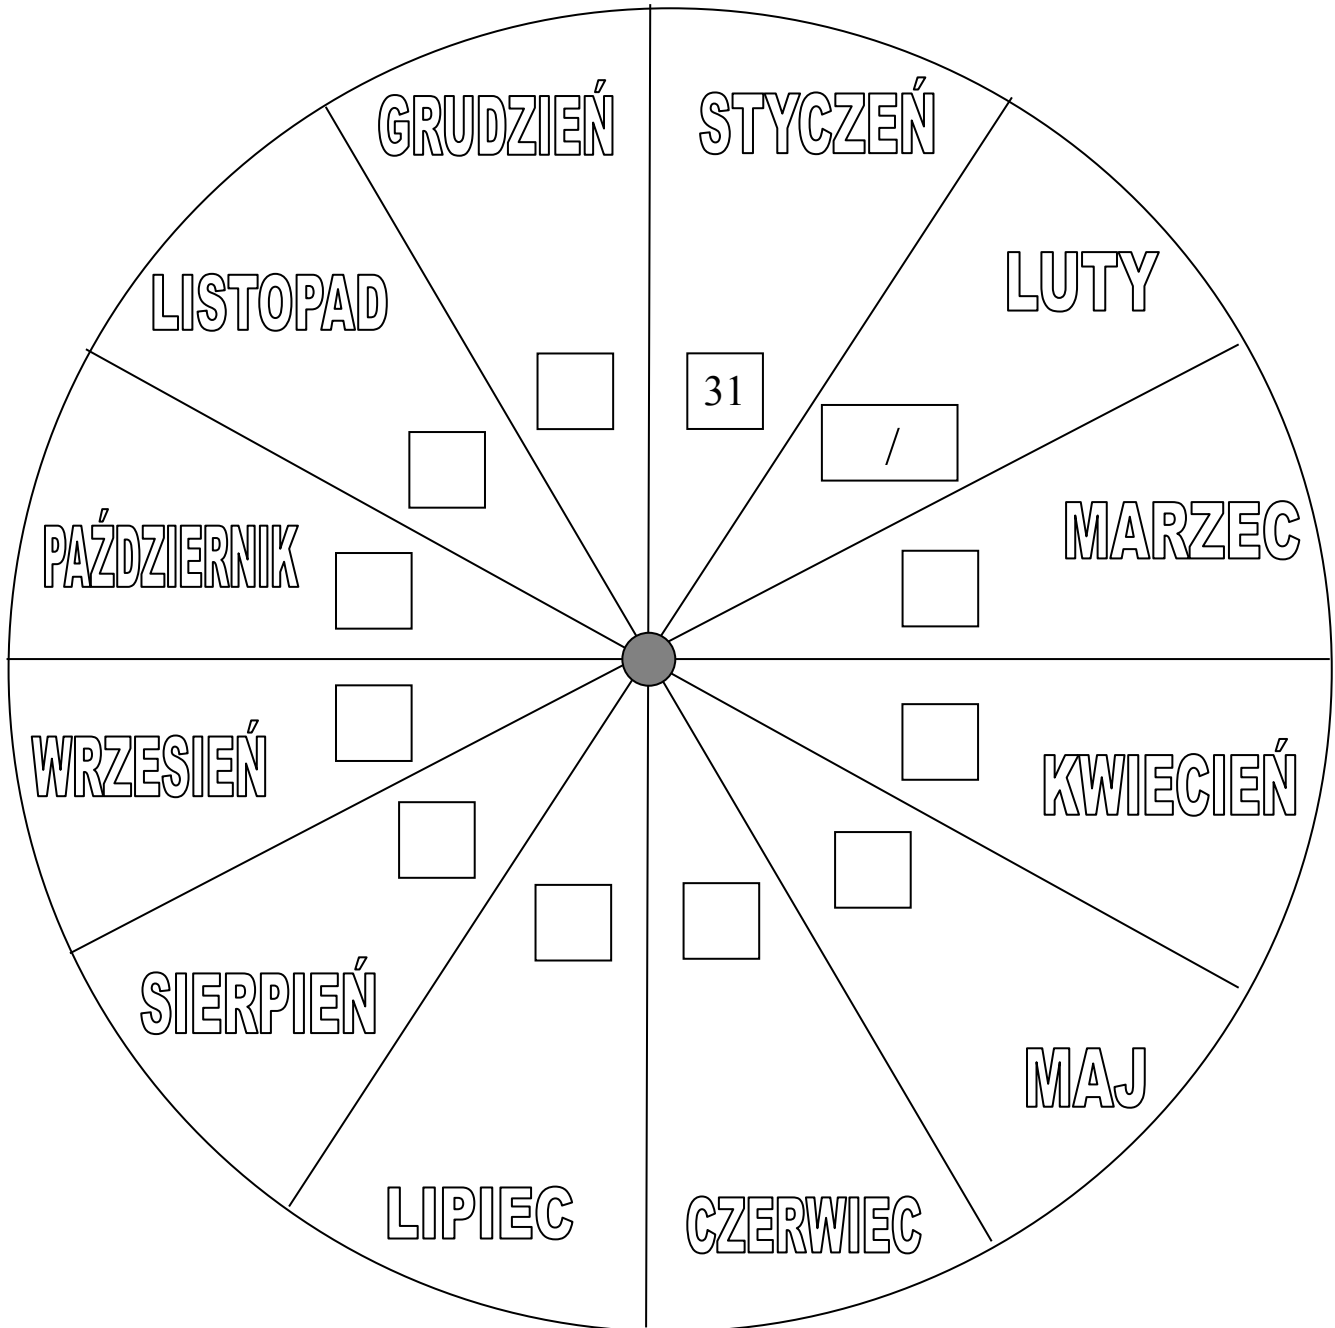 GRUDZIEŃ
STYCZEŃ
LUTY
LISTOPAD
31
/
MARZEC
PAŹDZIERNIK
WRZESIEŃ
KWIECIEŃ
SIERPIEŃ
MAJ
LIPIEC
CZERWIEC